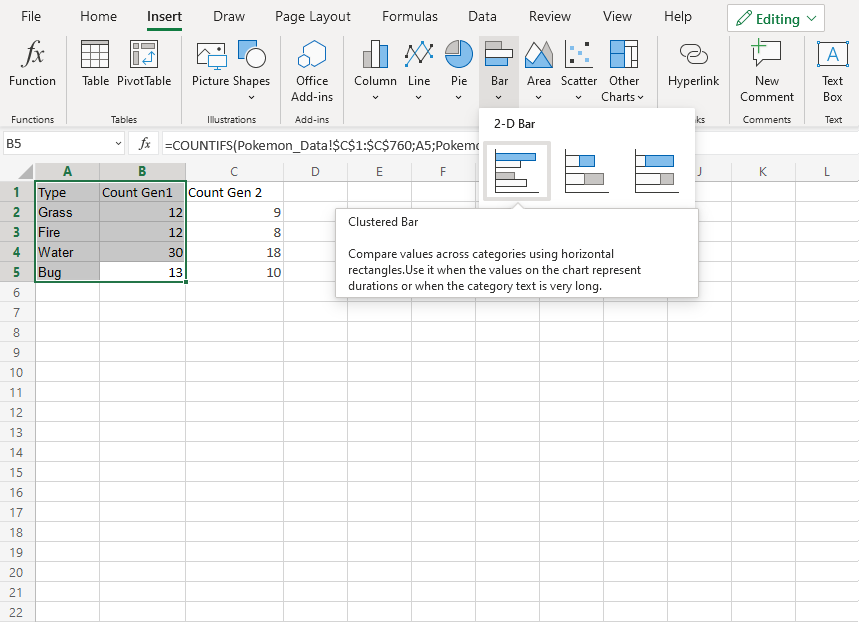 File Home Insert Draw Page Layout Formulas Data Review View Help Editing
fx
Function Table PivotTable Picture Shapes Office Add-ins Column Line Pie Bar Area Scatter Other Charts Hyperlink New Comment A Text Box
Functions Tables Illustrations Add-ins ks Comments Text
B5 fx =COUNTIFS(Pokemon_Data!$C$1:$C$760;A5;Pokem
2-D Bar
A B C D E F J K L
1 Type Count Gen1 Count Gen 2
2 Grass 12 9
3 Fire 12 8
4 Water 30 18
5 Bug 13 10
Clustered Bar
Compare values across categories using horizontal
rectangles.Use it when the values on the chart represent
durations or when the category text is very long.
6
7
8
9
10
11
12
13
14
15
16
17
18
19
20
21
22